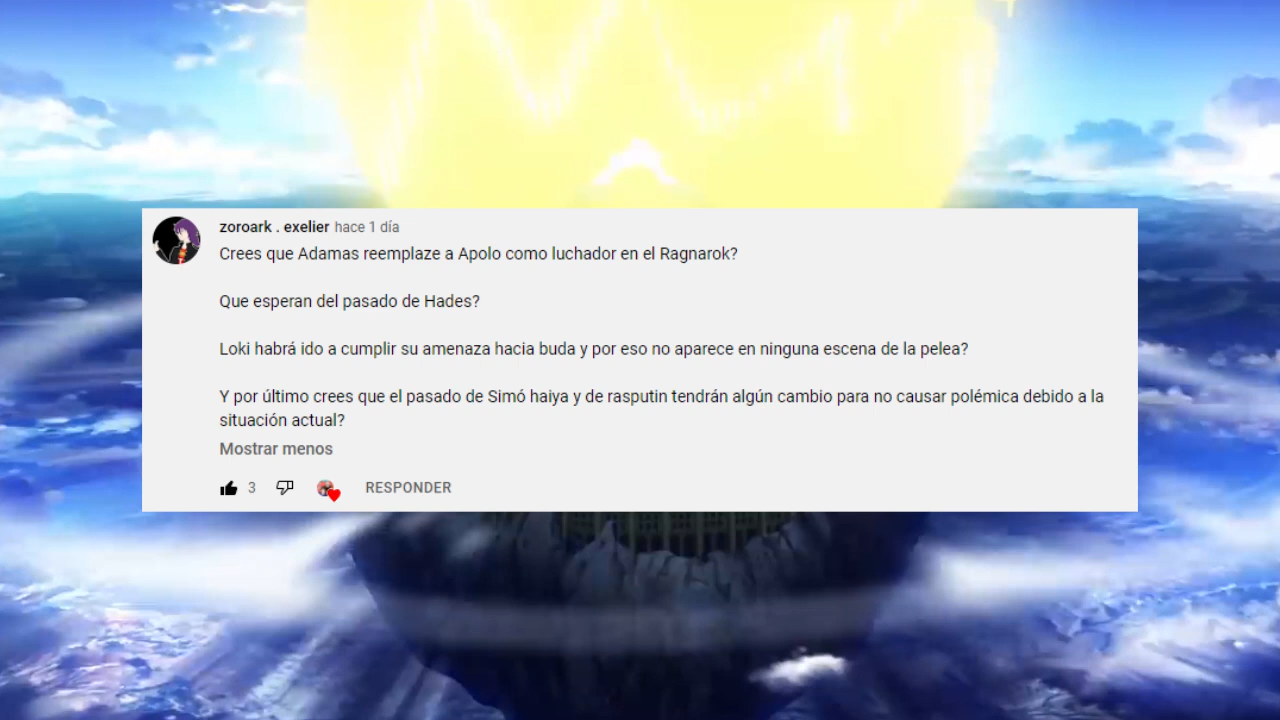 zoroark . exelier hace 1 día
Crees que Adamas reemplaze a Apolo como luchador en el Ragnarok?
Que esperan del pasado de Hades?
Loki habrá ido a cumplir su amenaza hacia buda y por eso no aparece en ninguna escena de la pelea?
Y por último crees que el pasado de Simó haiya y de rasputin tendrán algún cambio para no causar polémica debido a la
situación actual?
Mostrar menos
3 RESPONDER